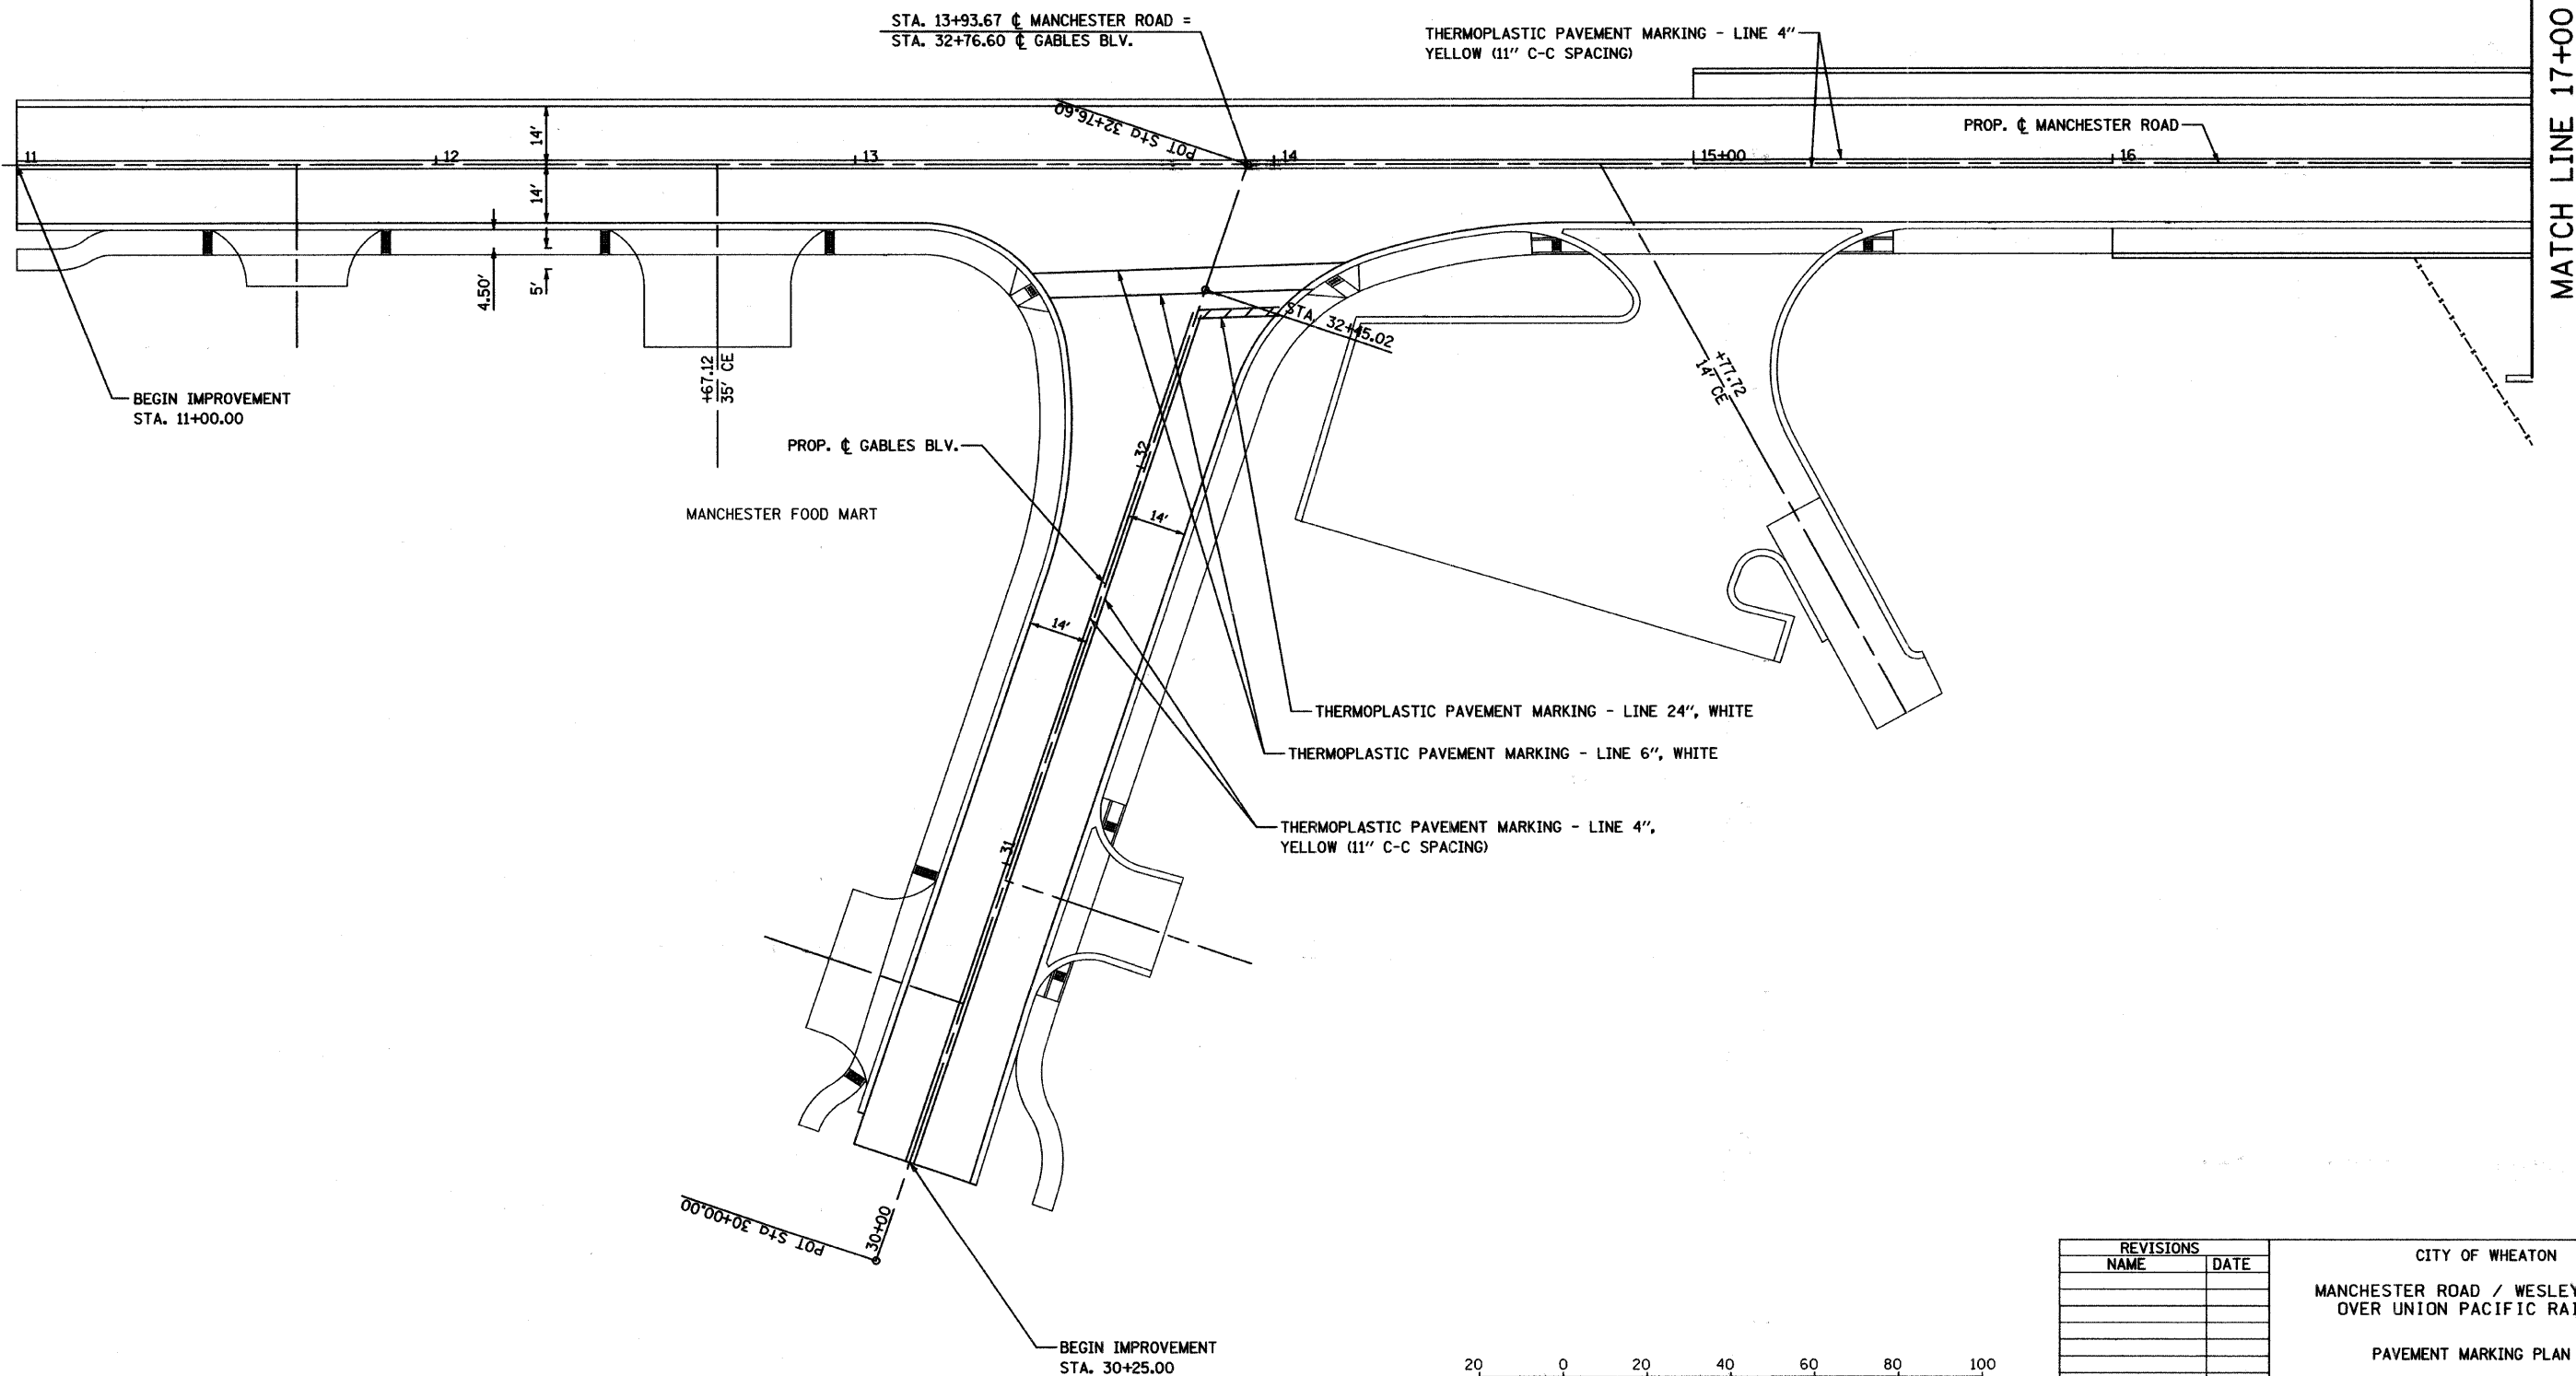 STA. 13+93.67 ℄ MANCHESTER ROAD =
STA. 32+76.60 ℄ GABLES BLV.
THERMOPLASTIC PAVEMENT MARKING - LINE 4"
YELLOW (11" C-C SPACING)
MATCH LINE 17+00
POT Sta 32+76.60
PROP. ℄ MANCHESTER ROAD
11
12
13
14
15+00
16
14'
14'
4.50'
5'
STA. 32+45.02
+67.12
35' CE
+77.72
14' CE
BEGIN IMPROVEMENT
STA. 11+00.00
PROP. ℄ GABLES BLV.
32
MANCHESTER FOOD MART
14'
14'
THERMOPLASTIC PAVEMENT MARKING - LINE 24", WHITE
THERMOPLASTIC PAVEMENT MARKING - LINE 6", WHITE
THERMOPLASTIC PAVEMENT MARKING - LINE 4",
YELLOW (11" C-C SPACING)
31
POT Sta 30+00.00
30+00
BEGIN IMPROVEMENT
STA. 30+25.00
20 0 20 40 60 80 100
REVISIONS
NAME DATE
CITY OF WHEATON
MANCHESTER ROAD / WESLEY
OVER UNION PACIFIC RAI
PAVEMENT MARKING PLAN